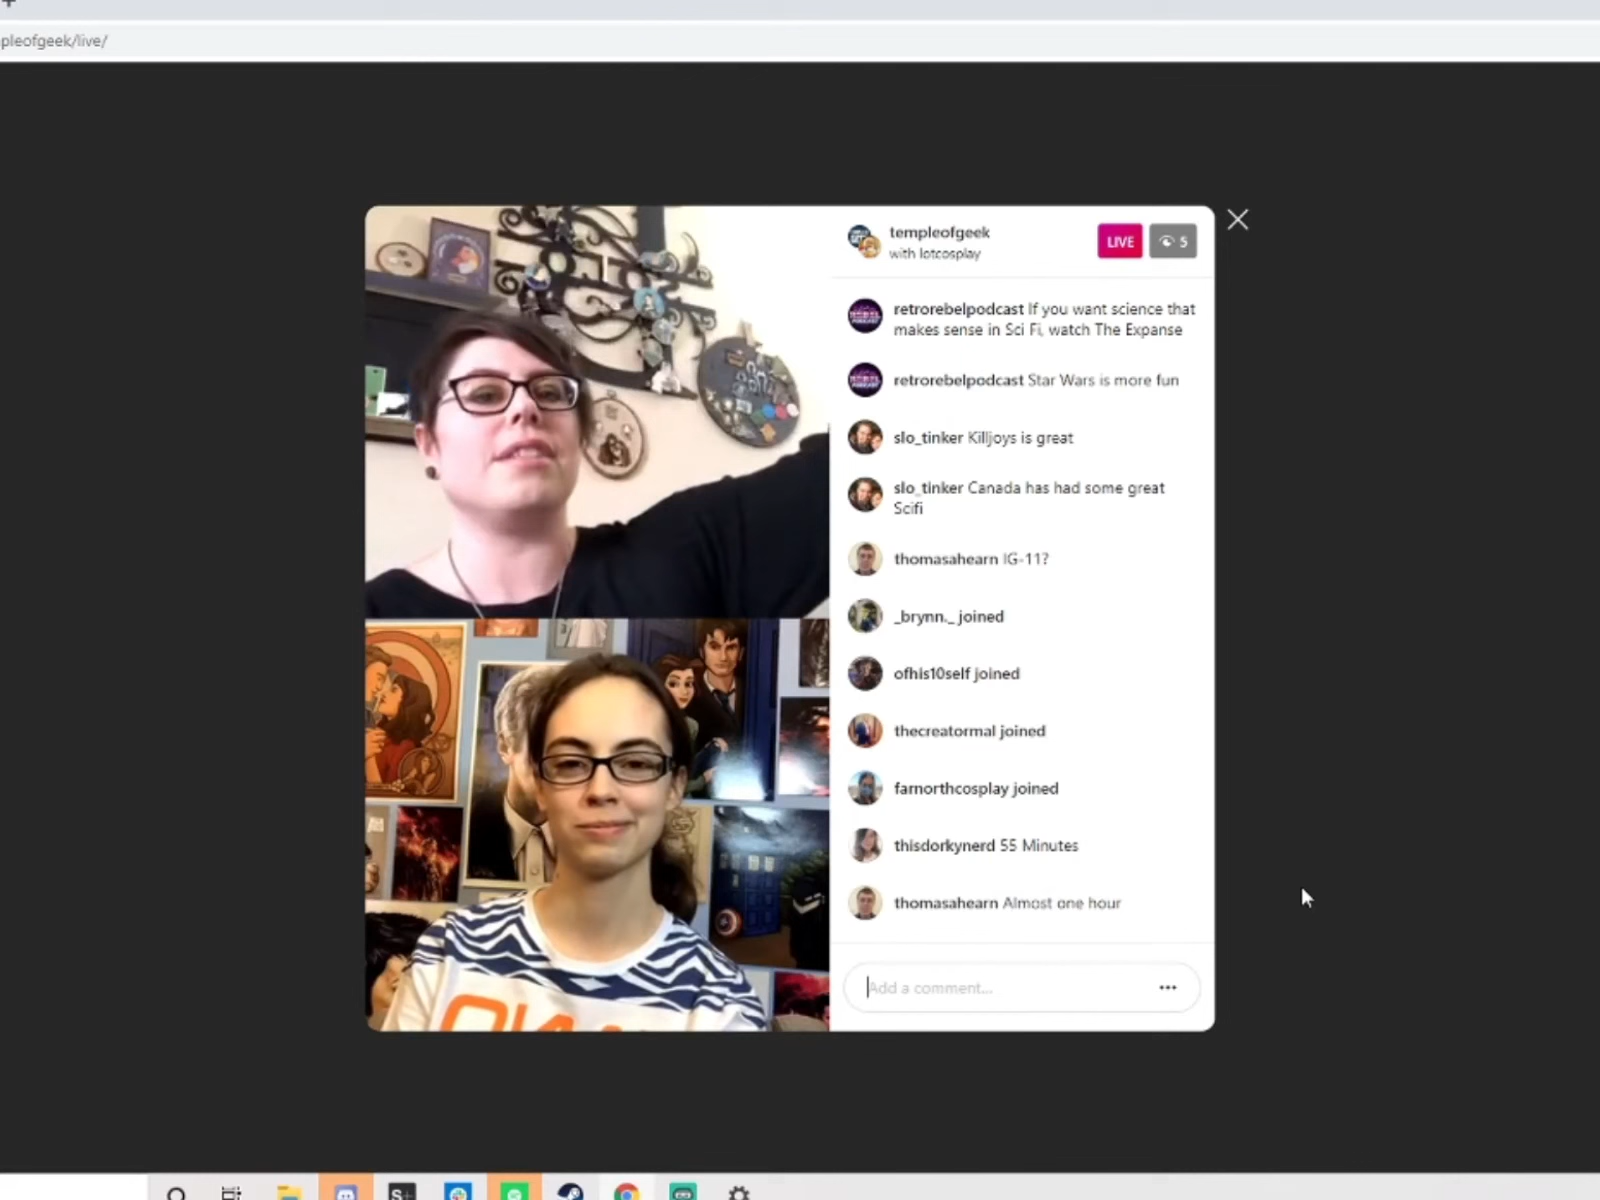 pleofgeek/live/
templeofgeek
with lotcosplay
LIVE
5
retrorebelpodcast If you want science that
makes sense in Sci Fi, watch The Expanse
retrorebelpodcast Star Wars is more fun
slo_tinker Killjoys is great
slo_tinker Canada has had some great
Scifi
thomasahearn IG-11?
_brynn._ joined
ofhis10self joined
thecreatormal joined
farnorthcosplay joined
thisdorkynerd 55 Minutes
thomasahearn Almost one hour
Add a comment...